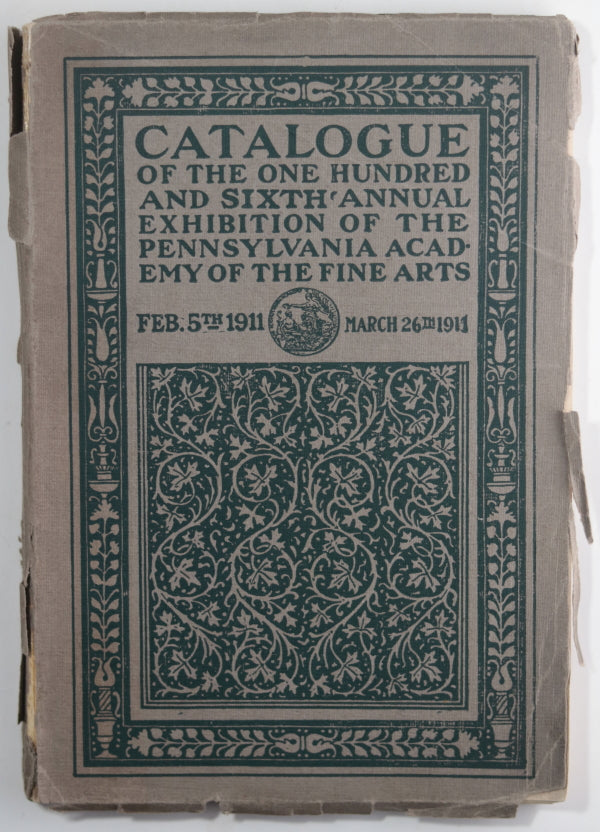 CATALOGUE
OF THE ONE HUNDRED
AND SIXTH ANNUAL
EXHIBITION OF THE
PENNSYLVANIA ACAD-
EMY OF THE FINE ARTS
FEB. 5TH 1911 MARCH 26TH 1911